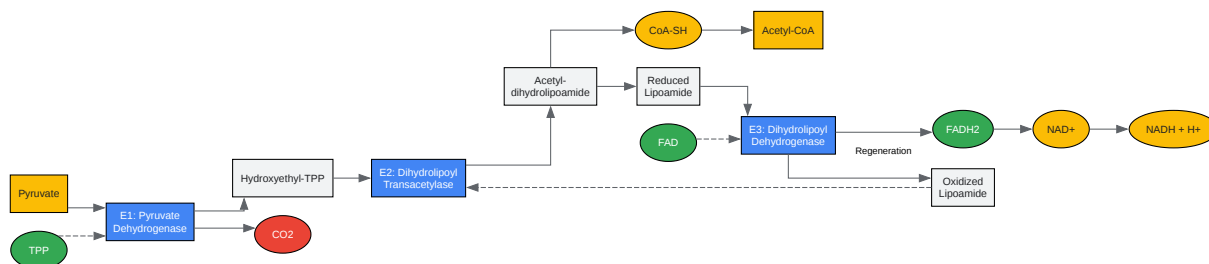 CoA-SH
Acetyl-CoA
Acetyl-
dihydrolipoamide
Reduced
Lipoamide
E3: Dihydrolipoyl
Dehydrogenase
FAD
FADH2
NAD+
NADH + H+
Regeneration
Oxidized
Lipoamide
Hydroxyethyl-TPP
E2: Dihydrolipoyl
Transacetylase
Pyruvate
E1: Pyruvate
Dehydrogenase
CO2
TPP